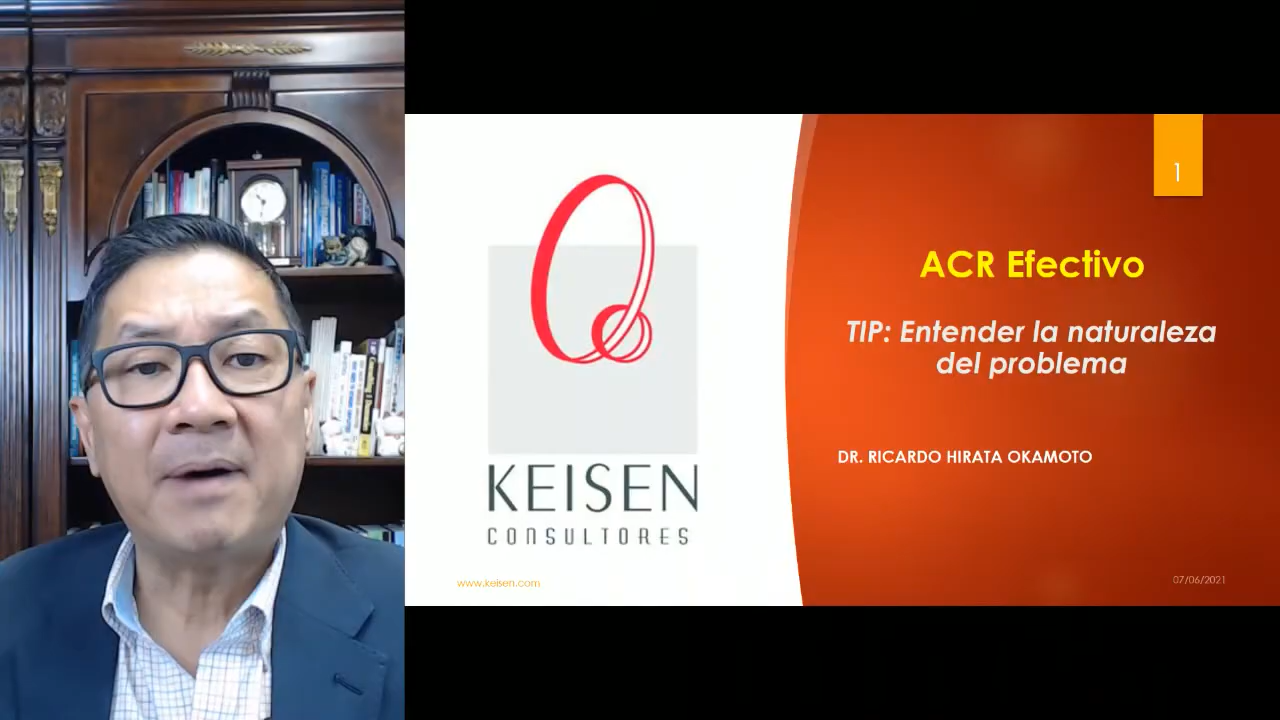 1
ACR Efectivo
TIP: Entender la naturaleza
del problema
DR. RICARDO HIRATA OKAMOTO
KEISEN
CONSULTORES
www.keisen.com
07/06/2021